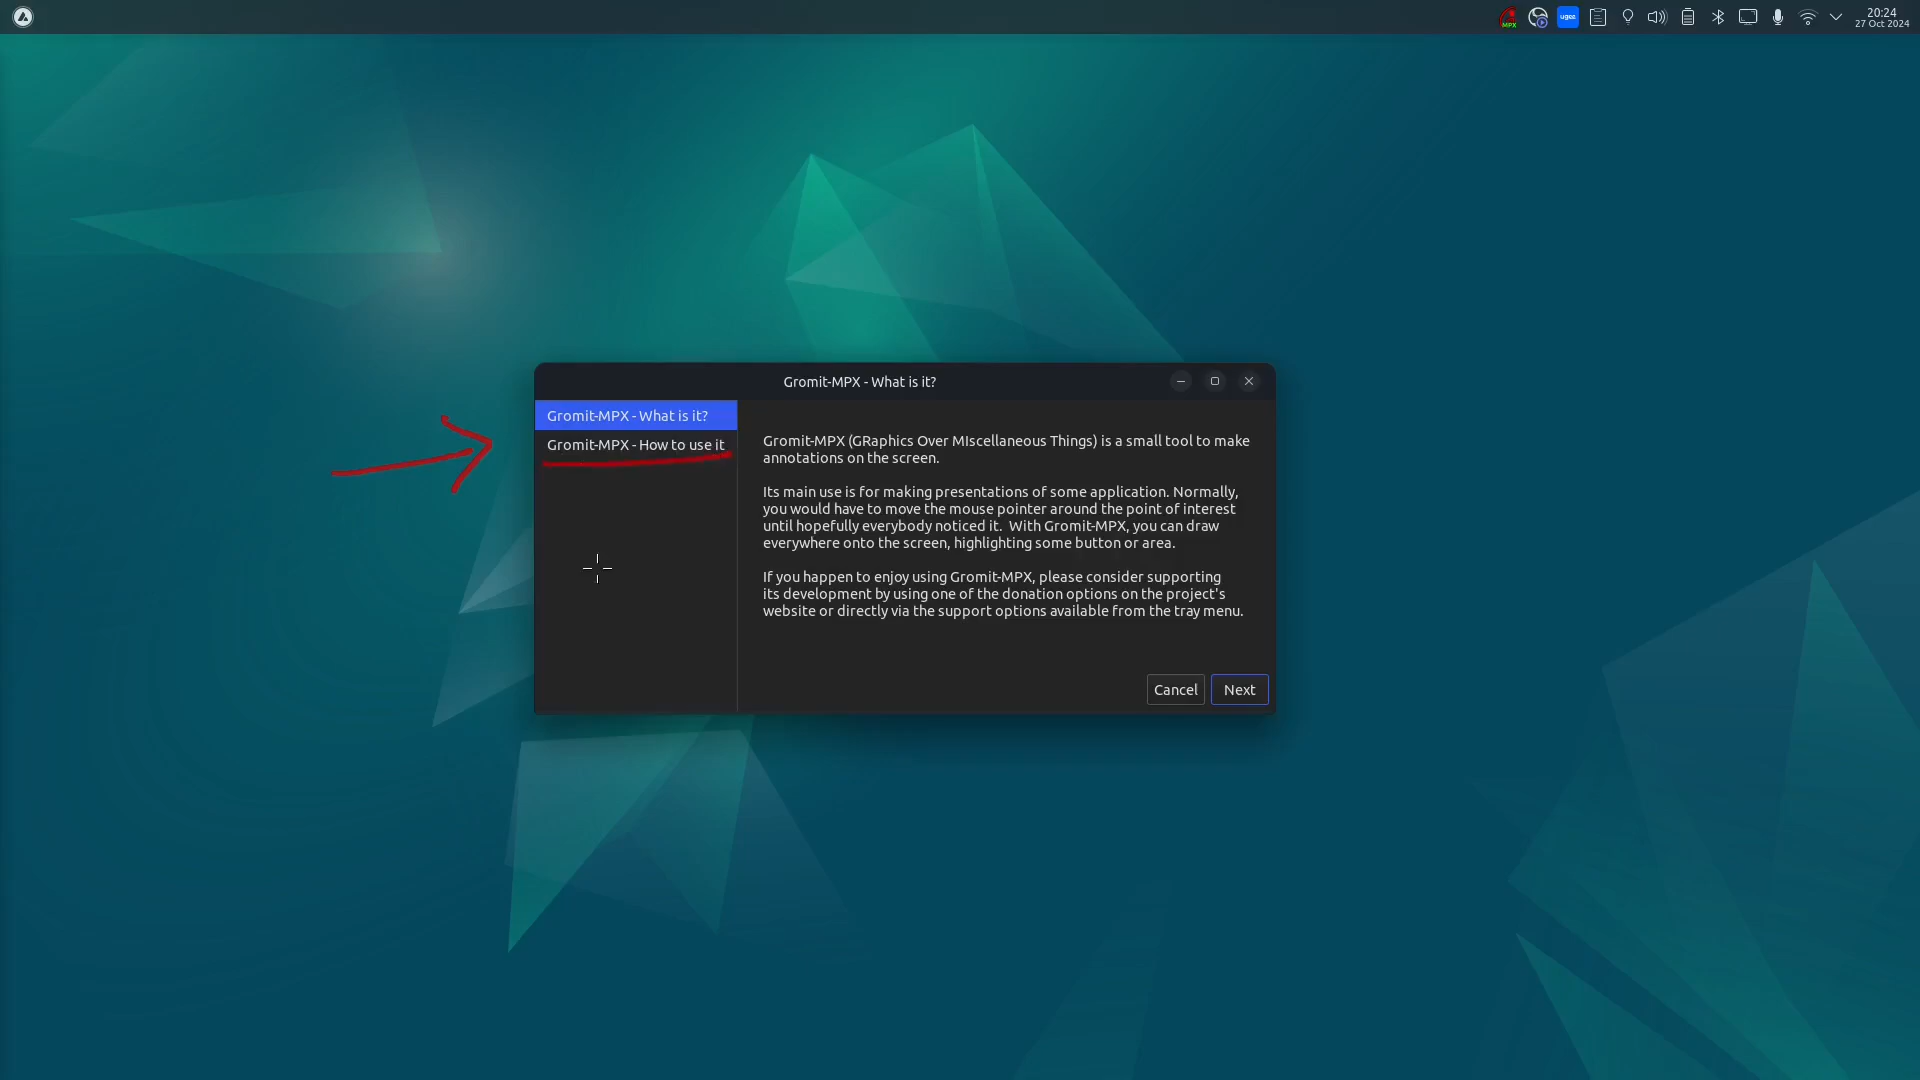 MPX
ugee
20:24
27 Oct 2024
Gromit-MPX - What is it?
Gromit-MPX - What is it?
Gromit-MPX - How to use it
Gromit-MPX (GRaphics Over MIscellaneous Things) is a small tool to make
annotations on the screen.
Its main use is for making presentations of some application. Normally,
you would have to move the mouse pointer around the point of interest
until hopefully everybody noticed it.  With Gromit-MPX, you can draw
everywhere onto the screen, highlighting some button or area.
If you happen to enjoy using Gromit-MPX, please consider supporting
its development by using one of the donation options on the project's
website or directly via the support options available from the tray menu.
Cancel
Next